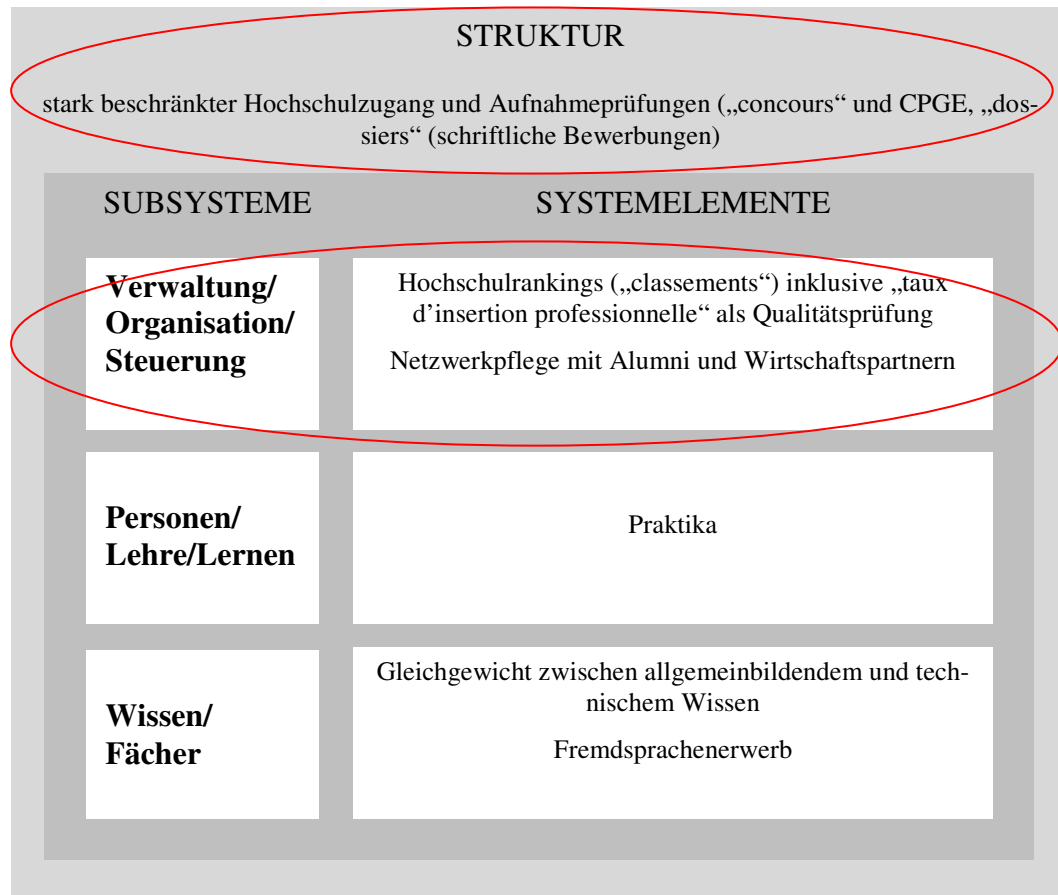 STRUKTUR
stark beschränkter Hochschulzugang und Aufnahmeprüfungen („concours“ und CPGE, „dos-
siers“ (schriftliche Bewerbungen)
SUBSYSTEME
SYSTEMELEMENTE
Verwaltung/
Organisation/
Steuerung
Hochschulrankings („classements“) inklusive „taux
d’insertion professionnelle“ als Qualitätsprüfung
Netzwerkpflege mit Alumni und Wirtschaftspartnern
Personen/
Lehre/Lernen
Praktika
Wissen/
Fächer
Gleichgewicht zwischen allgemeinbildendem und tech-
nischem Wissen
Fremdsprachenerwerb